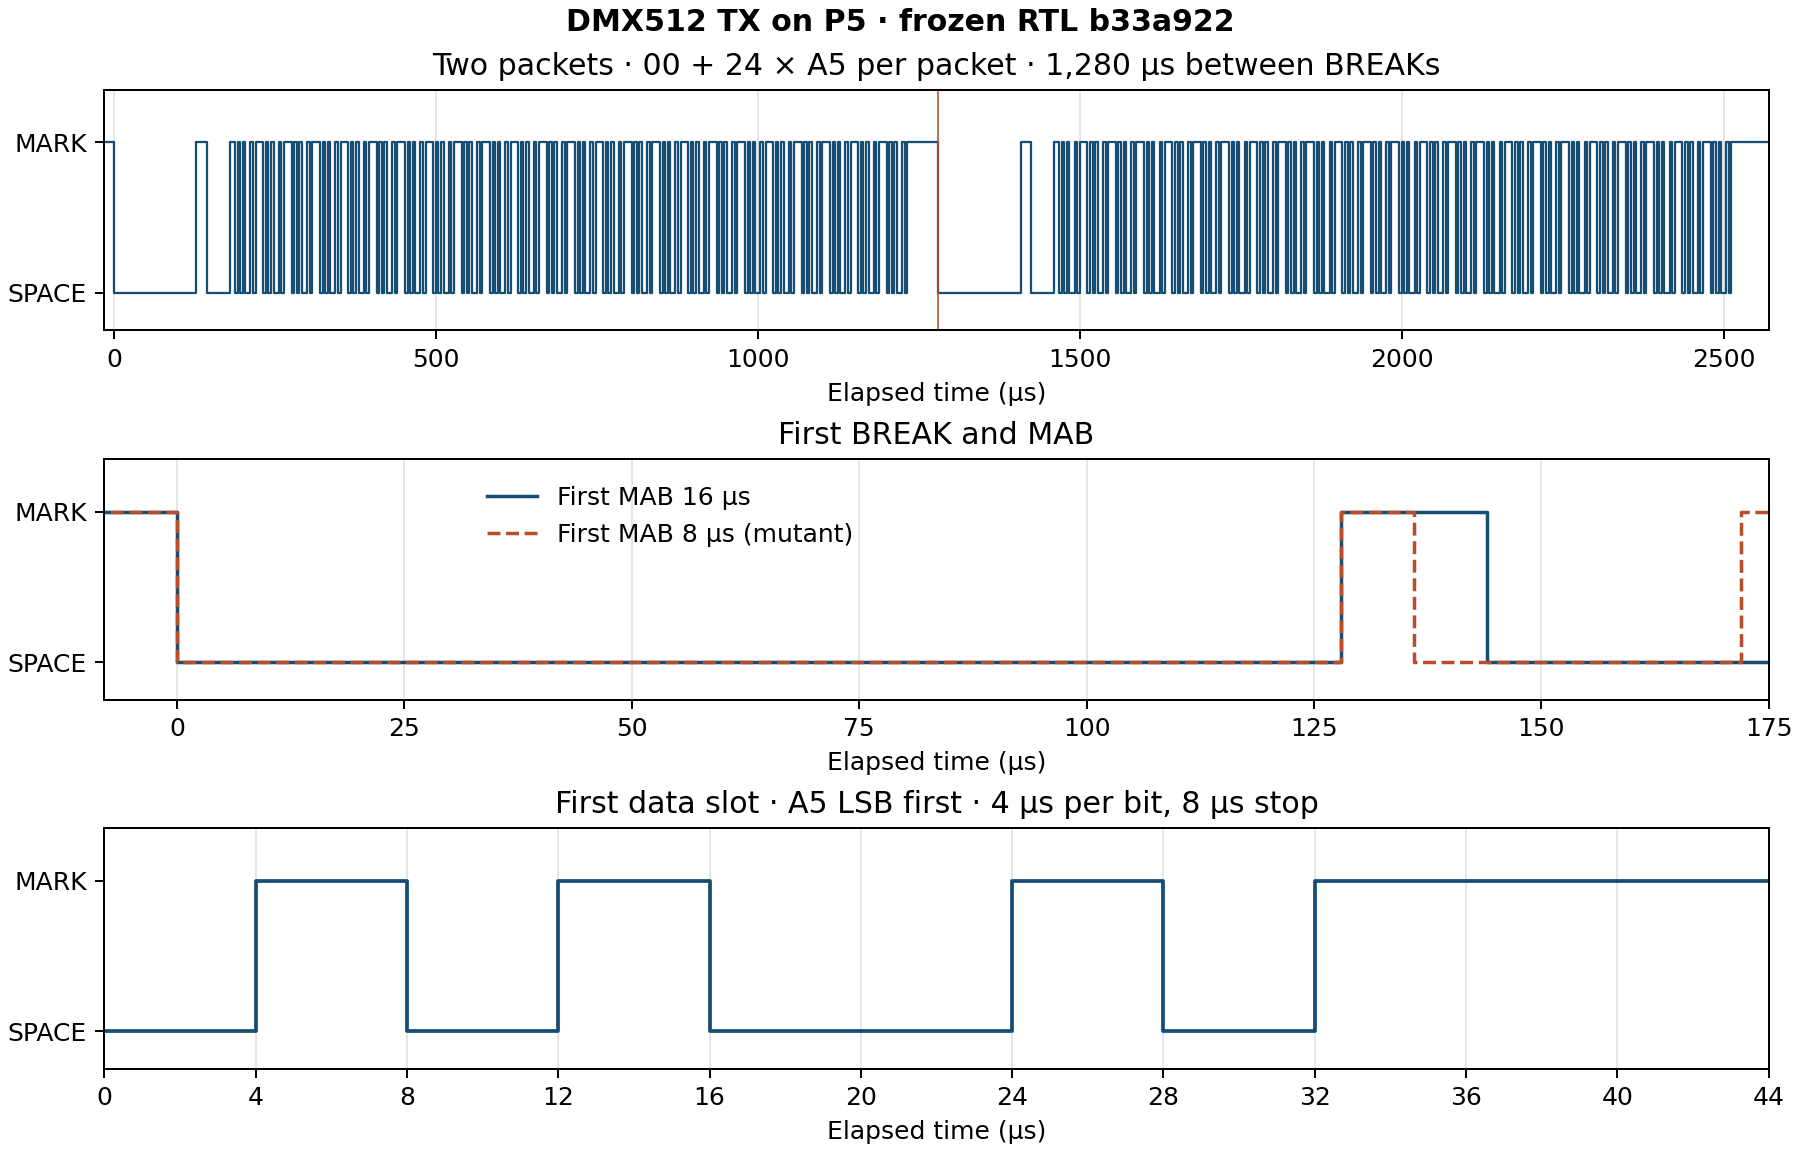 DMX512 TX on P5 · frozen RTL b33a922
Two packets · 00 + 24 × A5 per packet · 1,280 µs between BREAKs
MARK
SPACE
0 500 1000 1500 2000 2500
Elapsed time (µs)
First BREAK and MAB
First MAB 16 µs
First MAB 8 µs (mutant)
MARK
SPACE
0 25 50 75 100 125 150 175
Elapsed time (µs)
First data slot · A5 LSB first · 4 µs per bit, 8 µs stop
MARK
SPACE
0 4 8 12 16 20 24 28 32 36 40 44
Elapsed time (µs)